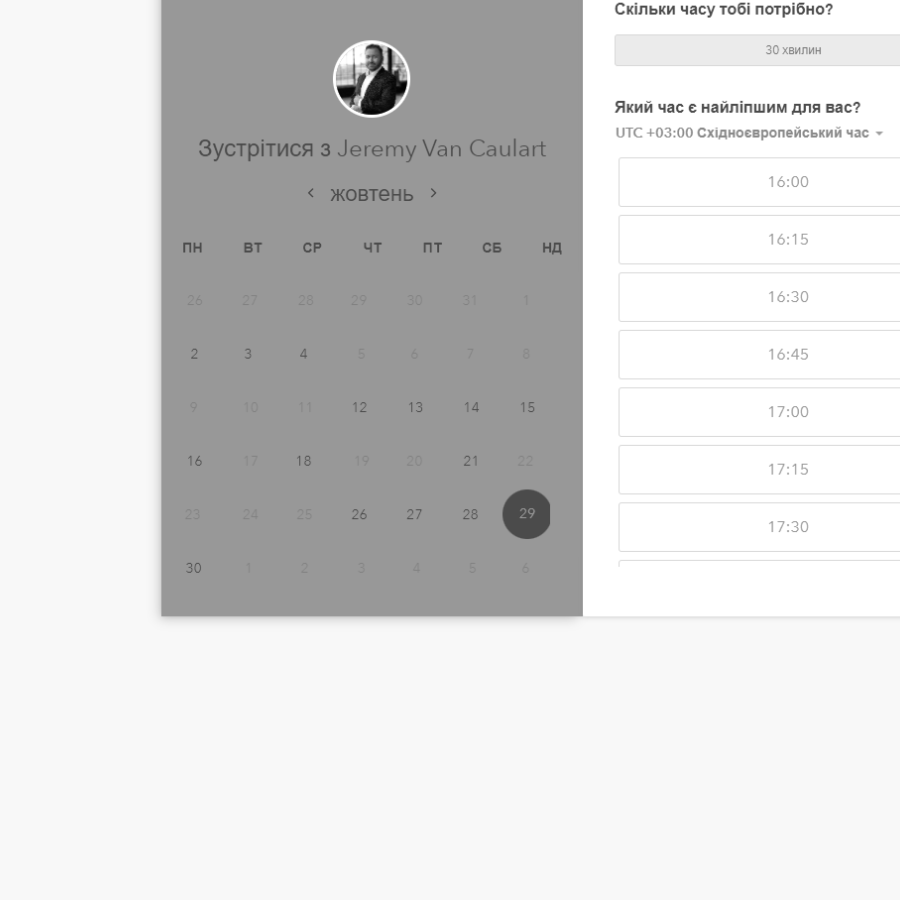 Зустрітися з Jeremy Van Caulart
жовтень
ПН ВТ СР ЧТ ПТ СБ НД
26 27 28 29 30 31 1
2 3 4 5 6 7 8
9 10 11 12 13 14 15
16 17 18 19 20 21 22
23 24 25 26 27 28 29
30 1 2 3 4 5 6
Скільки часу тобі потрібно?
30 хвилин
Який час є найліпшим для вас?
UTC +03:00 Східноєвропейський час
16:00
16:15
16:30
16:45
17:00
17:15
17:30